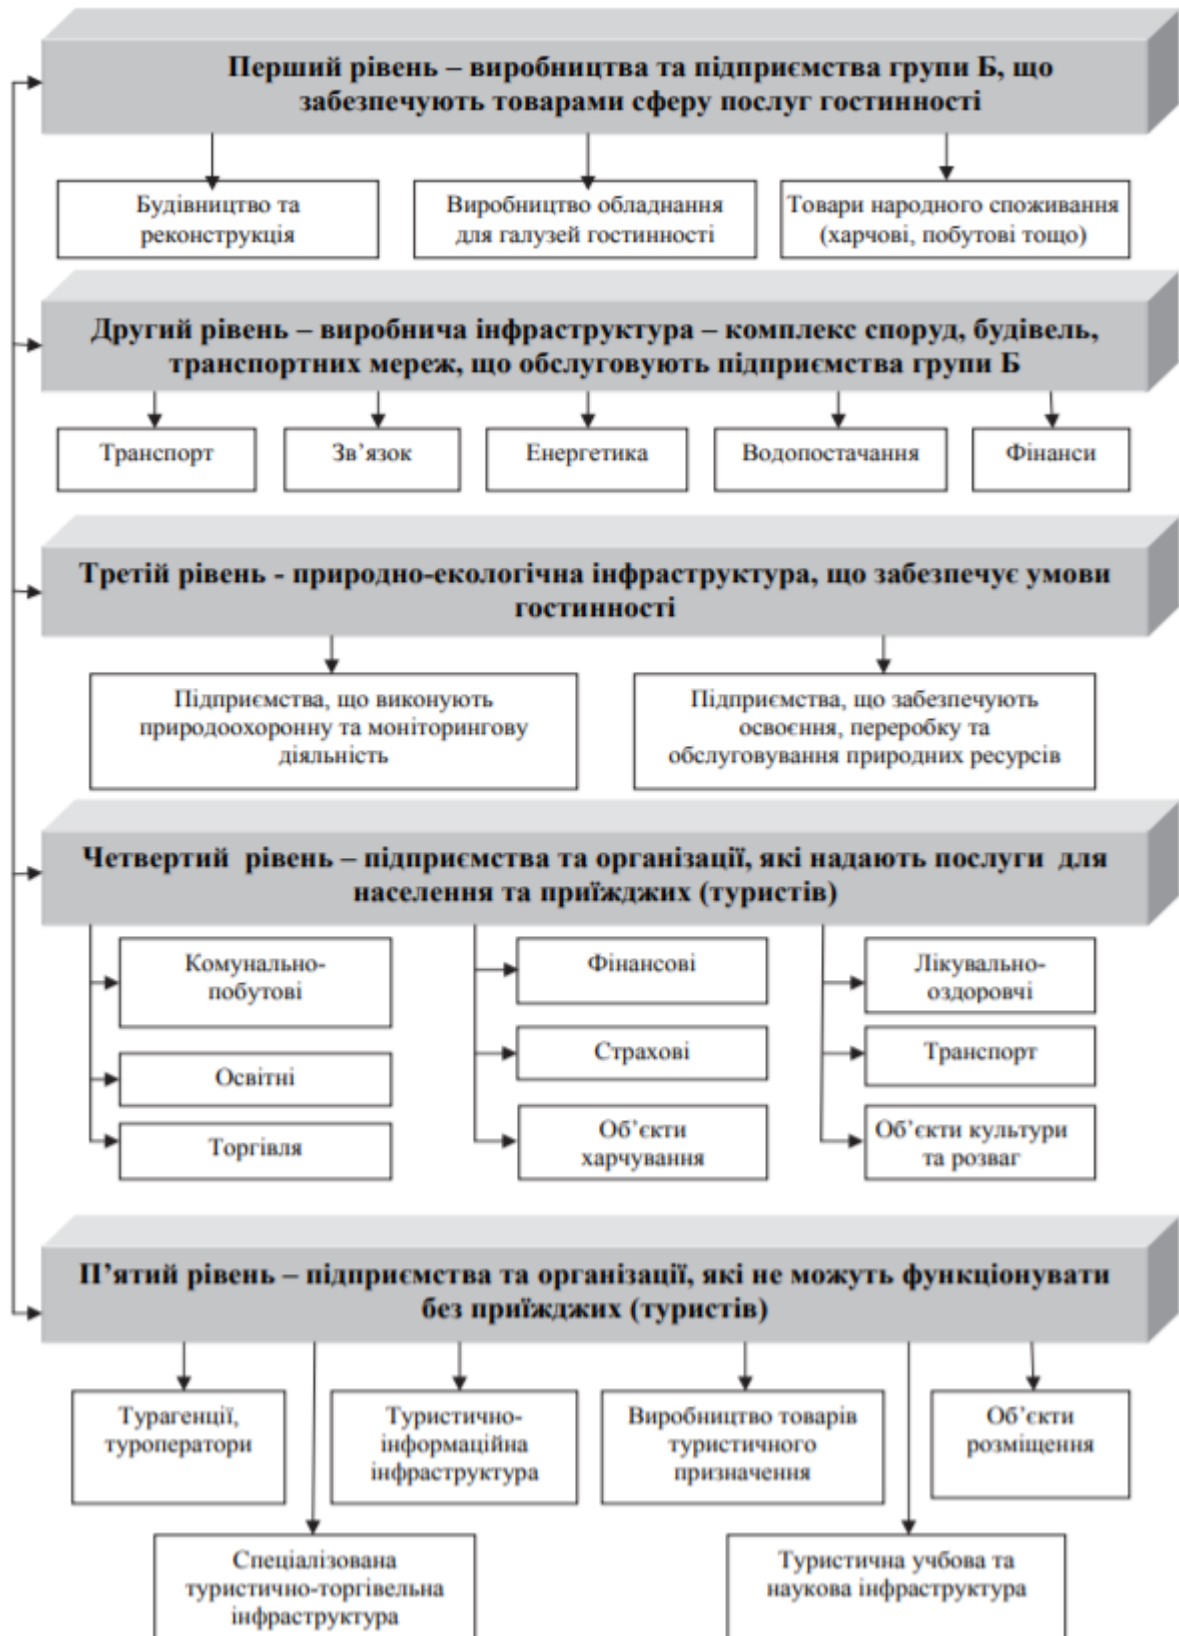 Перший рівень – виробництва та підприємства групи Б, що
забезпечують товарами сферу послуг гостинності
Будівництво та
реконструкція
Виробництво обладнання
для галузей гостинності
Товари народного споживання
(харчові, побутові тощо)
Другий рівень – виробнича інфраструктура – комплекс споруд, будівель,
транспортних мереж, що обслуговують підприємства групи Б
Транспорт
Зв’язок
Енергетика
Водопостачання
Фінанси
Третій рівень - природно-екологічна інфраструктура, що забезпечує умови
гостинності
Підприємства, що виконують
природоохоронну та моніторингову
діяльність
Підприємства, що забезпечують
освоєння, переробку та
обслуговування природних ресурсів
Четвертий рівень – підприємства та організації, які надають послуги для
населення та приїжджих (туристів)
Комунально-
побутові
Освітні
Торгівля
Фінансові
Страхові
Об’єкти
харчування
Лікувально-
оздоровчі
Транспорт
Об’єкти культури
та розваг
П’ятий рівень – підприємства та організації, які не можуть функціонувати
без приїжджих (туристів)
Турагенції,
туроператори
Туристично-
інформаційна
інфраструктура
Виробництво товарів
туристичного
призначення
Об’єкти
розміщення
Спеціалізована
туристично-торгівельна
інфраструктура
Туристична учбова та
наукова інфраструктура